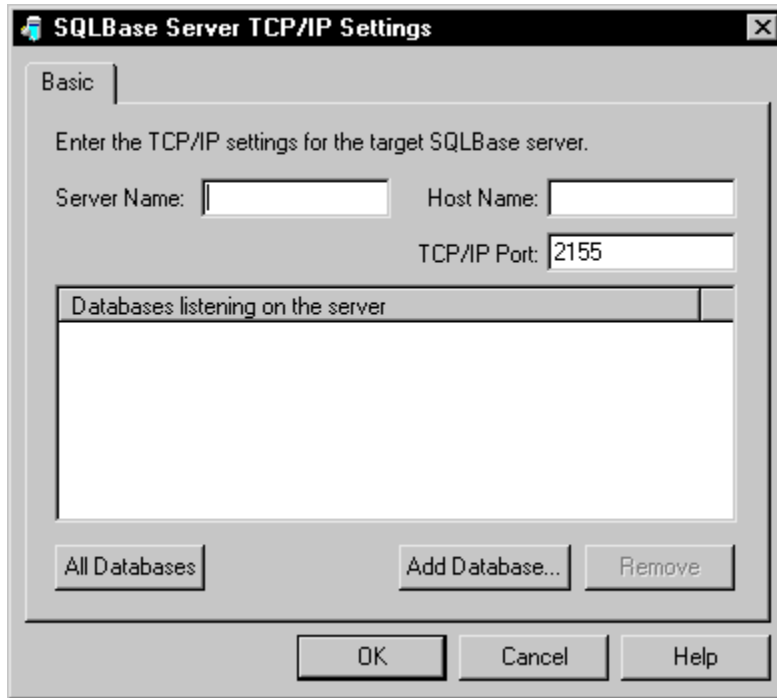 SQLBase Server TCP/IP Settings
Basic
Enter the TCP/IP settings for the target SQLBase server.
Server Name: Host Name:
TCP/IP Port: 2155
Databases listening on the server
All Databases Add Database... Remove
OK Cancel Help